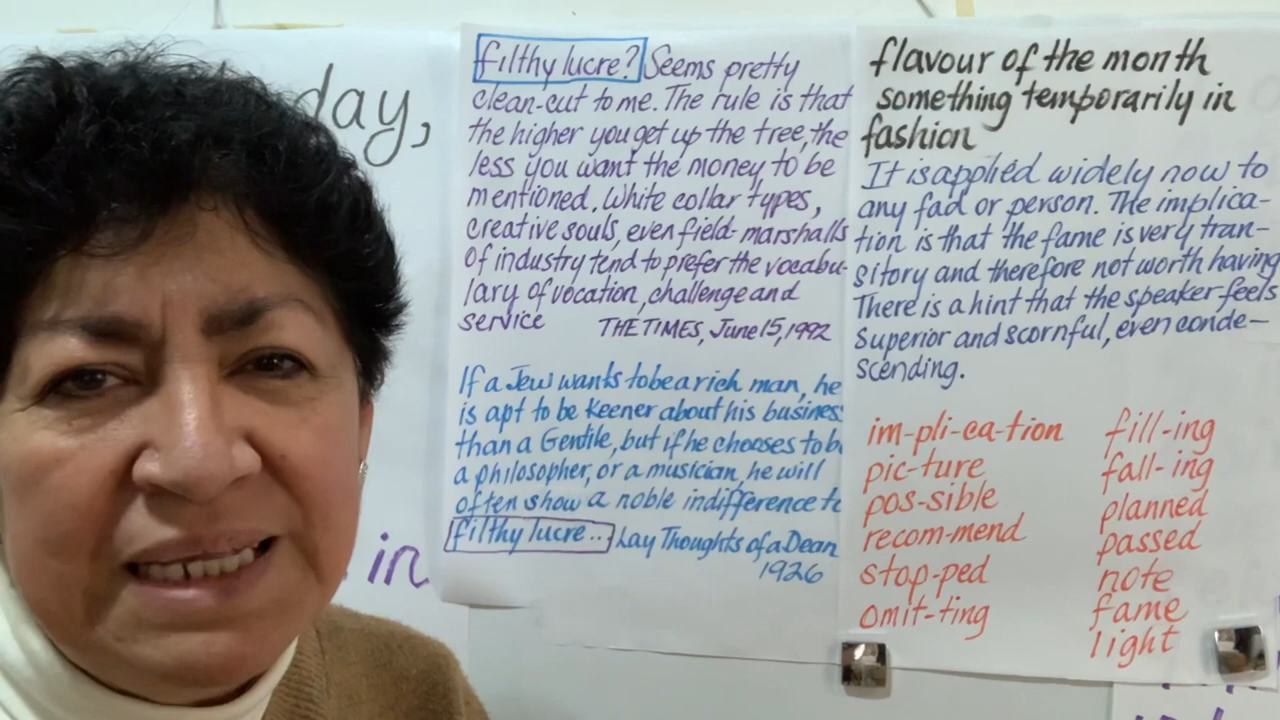 day,
in
filthy lucre? Seems pretty
clean-cut to me. The rule is that
the higher you get up the tree, the
less you want the money to be
mentioned. White collar types,
creative souls, even field-marshalls
of industry tend to prefer the vocabu-
lary of vocation, challenge and
service THE TIMES, June 15, 1992
If a Jew wants to be a rich man, he
is apt to be keener about his busines
than a Gentile, but if he chooses to b
a philosopher, or a musician, he will
often show a noble indifference to
filthy lucre... Lay Thoughts of a Dean
1926
flavour of the month
something temporarily in
fashion
It is applied widely now to
any fad or person. The implica-
tion is that the fame is very tran-
sitory and therefore not worth having
There is a hint that the speaker feels
superior and scornful, even conde-
scending.
im-pli-ca-tion
pic-ture
pos-sible
recom-mend
stop-ped
omit-ting
fill-ing
fall-ing
planned
passed
note
fame
light